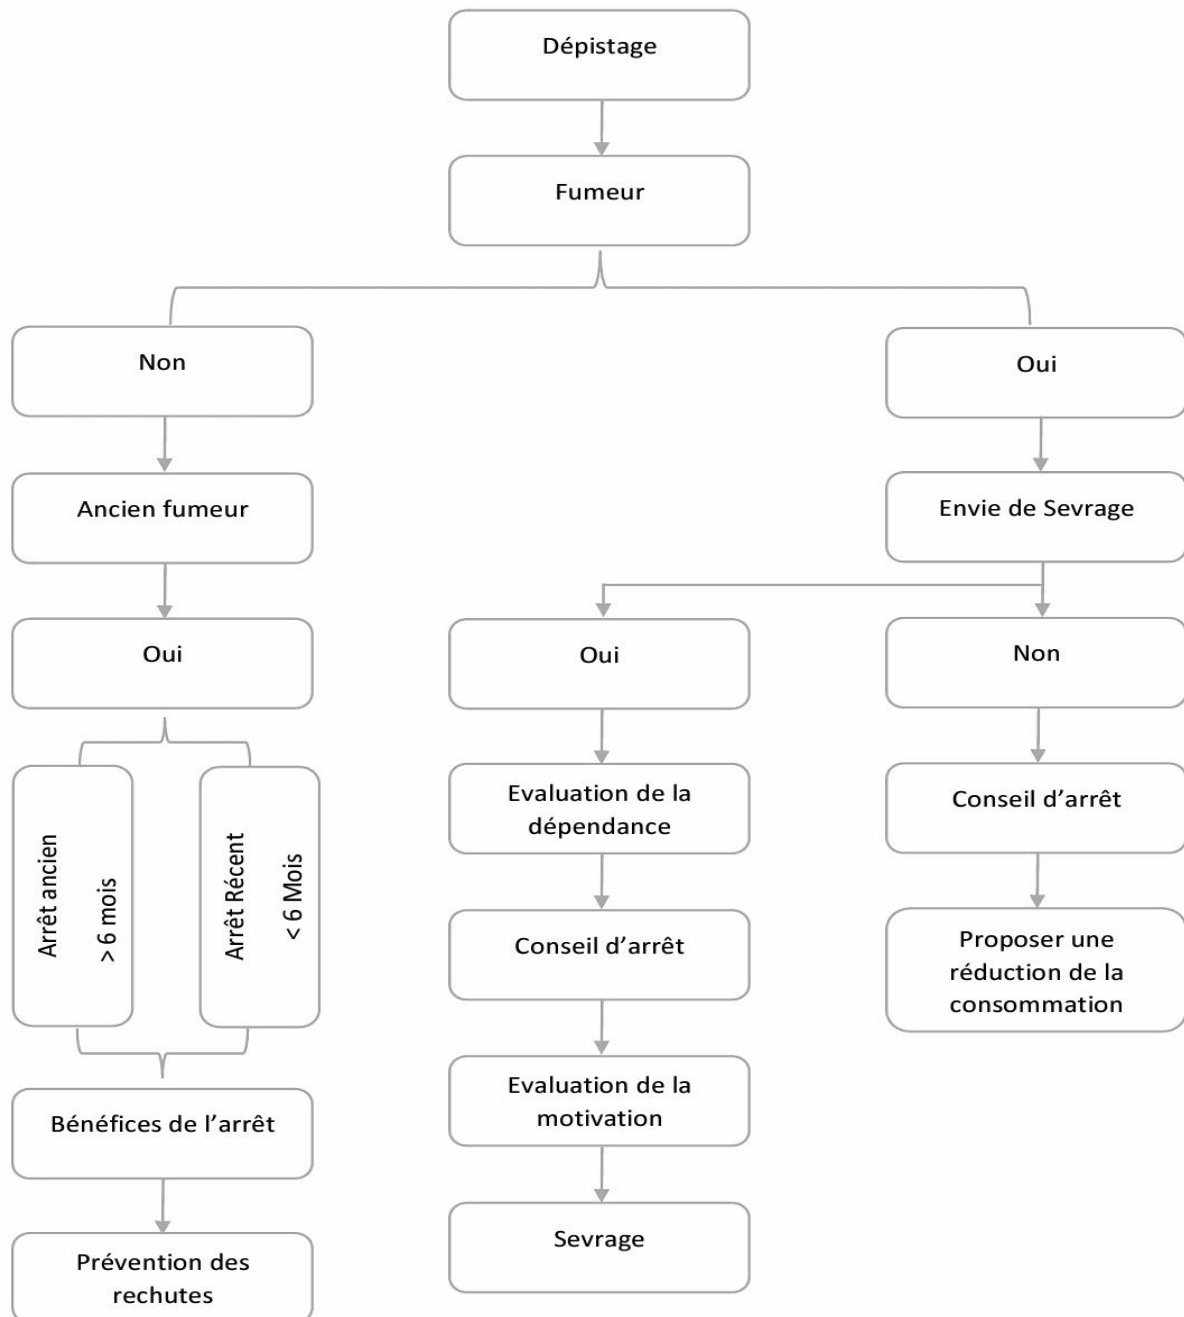 Dépistage
Fumeur
Non
Oui
Ancien fumeur
Envie de Sevrage
Oui
Oui
Non
Arrêt ancien
> 6 mois
Arrêt Récent
< 6 Mois
Evaluation de la
dépendance
Conseil d’arrêt
Conseil d’arrêt
Proposer une
réduction de la
consommation
Evaluation de la
motivation
Bénéfices de l’arrêt
Sevrage
Prévention des
rechutes